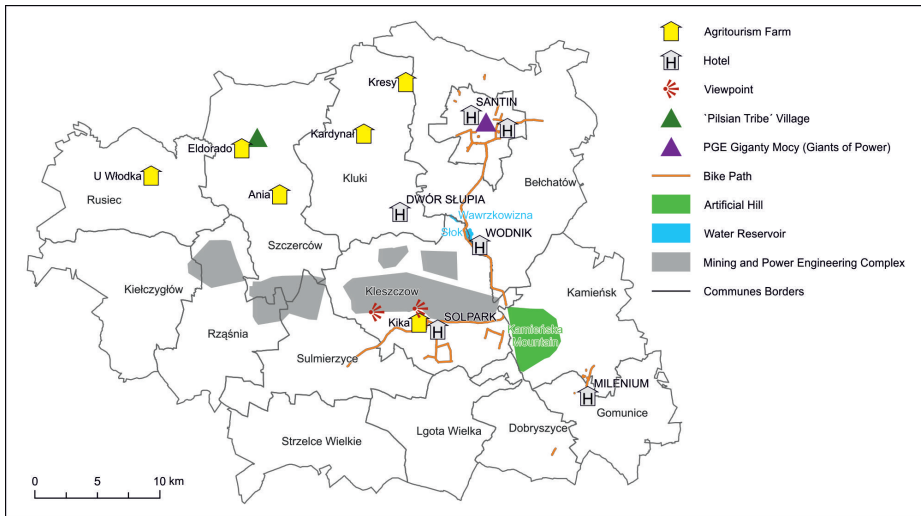 Kresy
SANTIN
Kardynał
Eldorado
U Włodka
Rusiec
Ania
Kluki
Bełchatów
DWÓR SŁUPIA
Wawrzkowizna
Słok
WODNIK
Szczerców
Kiełczygłów
Kleszczów
Kamieńsk
Rząśnia
Kika
SOLPARK
Kamieńska
Mountain
Sulmierzyce
MILENIUM
Gomunice
Strzelce Wielkie
Lgota Wielka
Dobryszyce
0 5 10 km
Agritourism Farm
H Hotel
Viewpoint
`Pilsian Tribe´ Village
PGE Giganty Mocy (Giants of Power)
Bike Path
Artificial Hill
Water Reservoir
Mining and Power Engineering Complex
Communes Borders